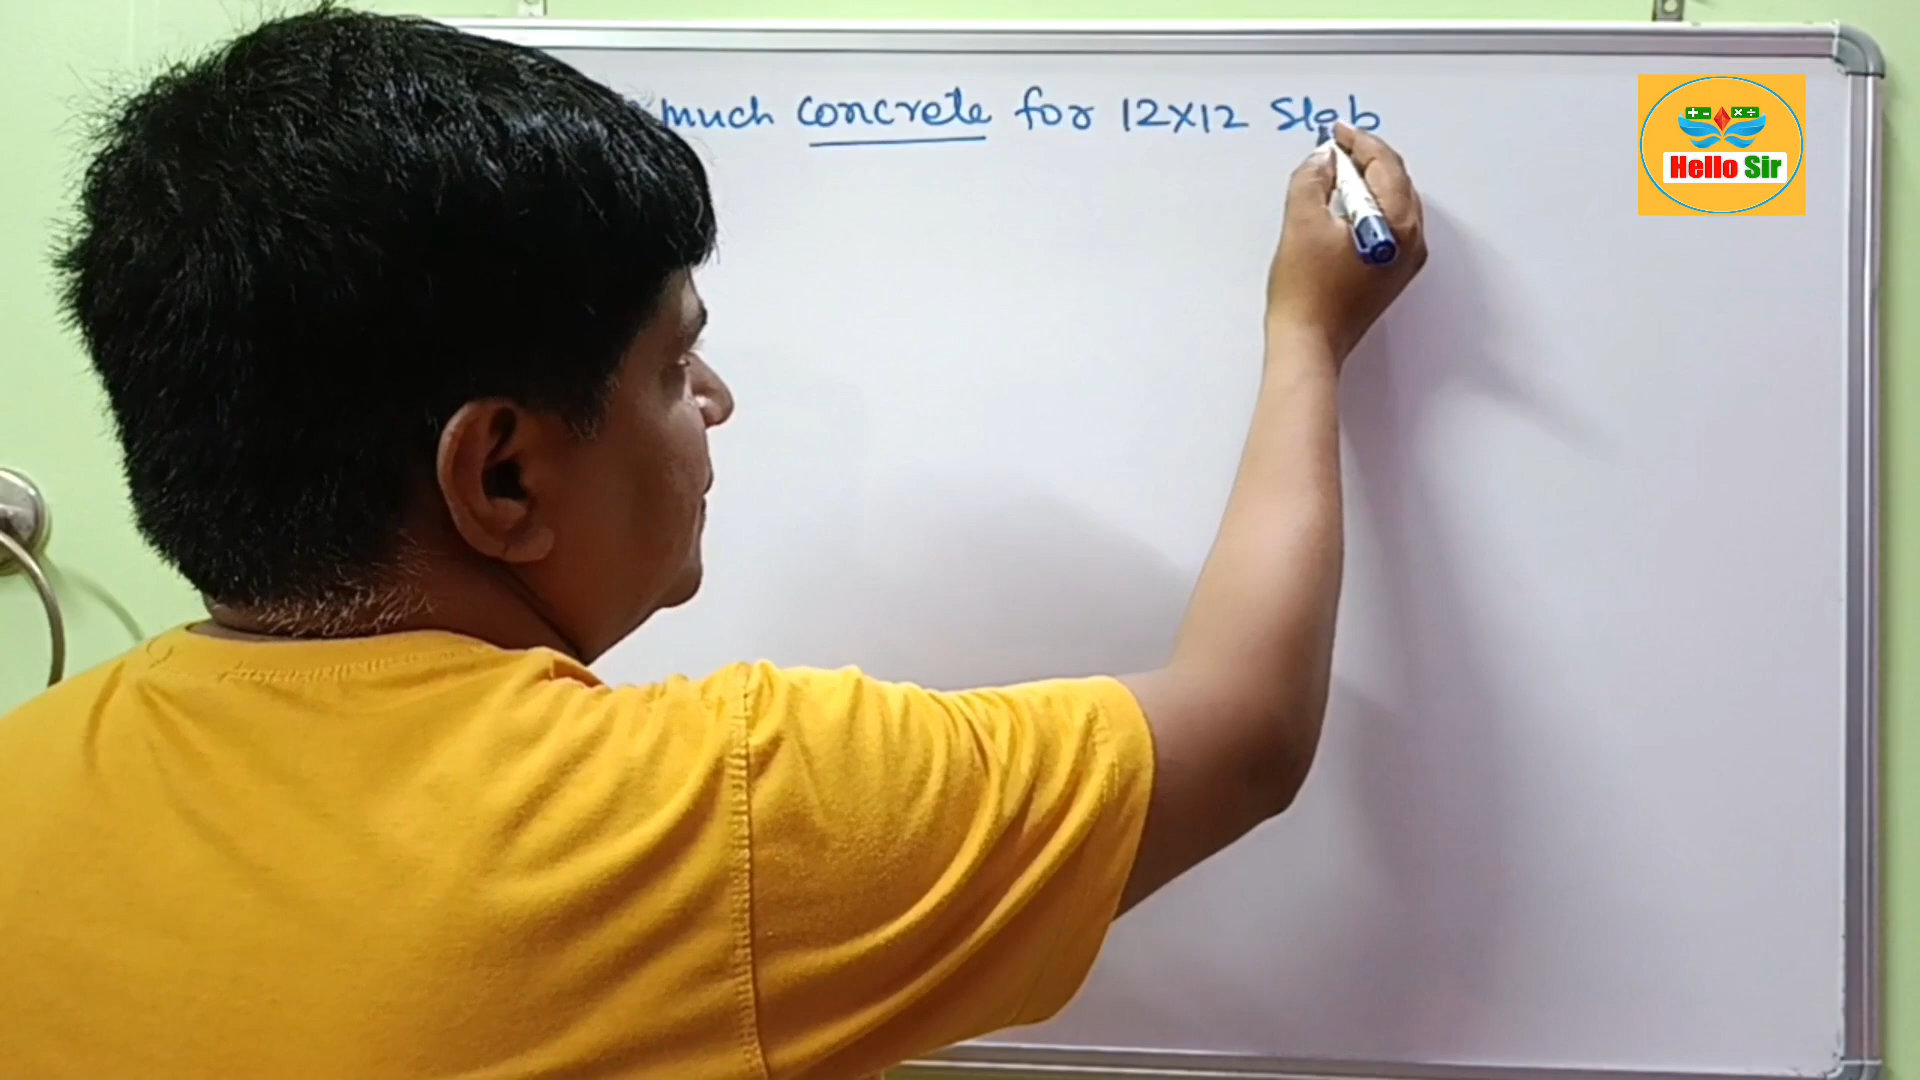 much concrete for 12x12 Slab
+ - × ÷
Hello Sir